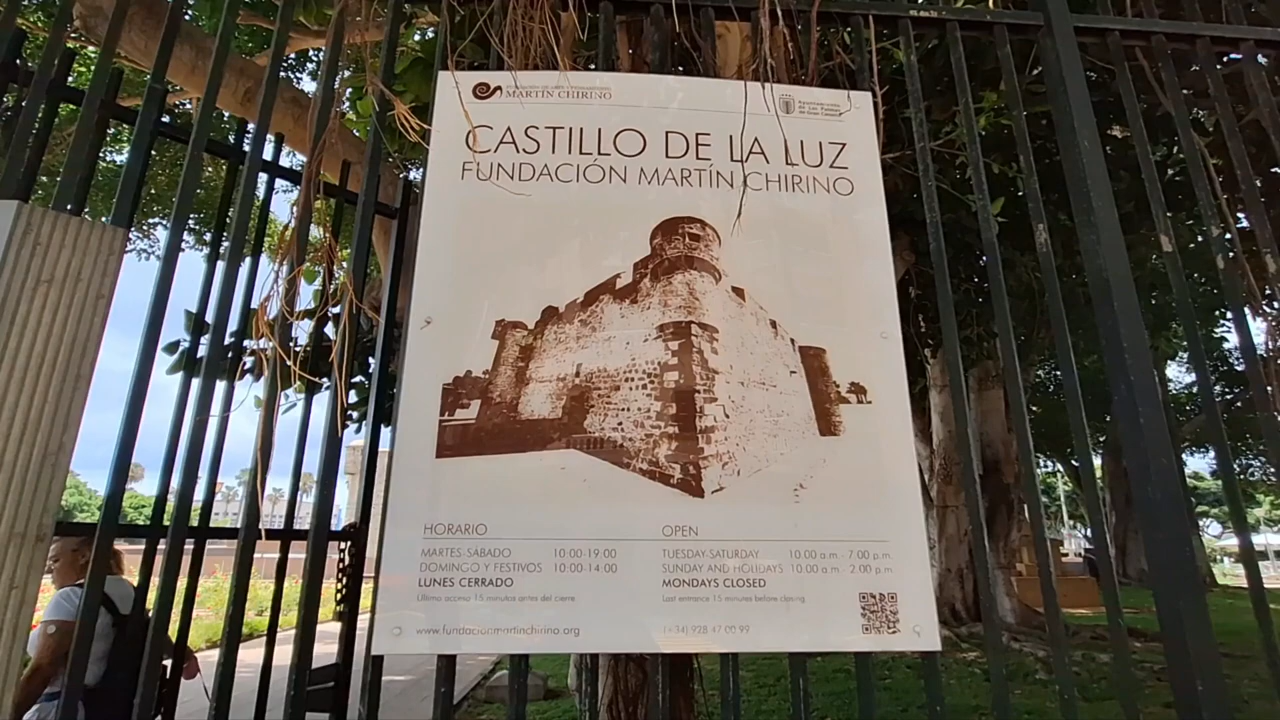 FUNDACIÓN DE ARTE Y PENSAMIENTO
MARTÍN CHIRINO
Ayuntamiento
de Las Palmas
de Gran Canaria
CASTILLO DE LA LUZ
FUNDACIÓN MARTÍN CHIRINO
HORARIO
MARTES-SÁBADO 10:00-19:00
DOMINGO Y FESTIVOS 10:00-14:00
LUNES CERRADO
Último acceso 15 minutos antes del cierre
www.fundacionmartinchirino.org
OPEN
TUESDAY-SATURDAY 10.00 a.m - 7.00 p.m.
SUNDAY AND HOLIDAYS 10.00 a.m. - 2.00 p.m.
MONDAYS CLOSED
Last entrance 15 minutes before closing
(+34) 928 47 00 99